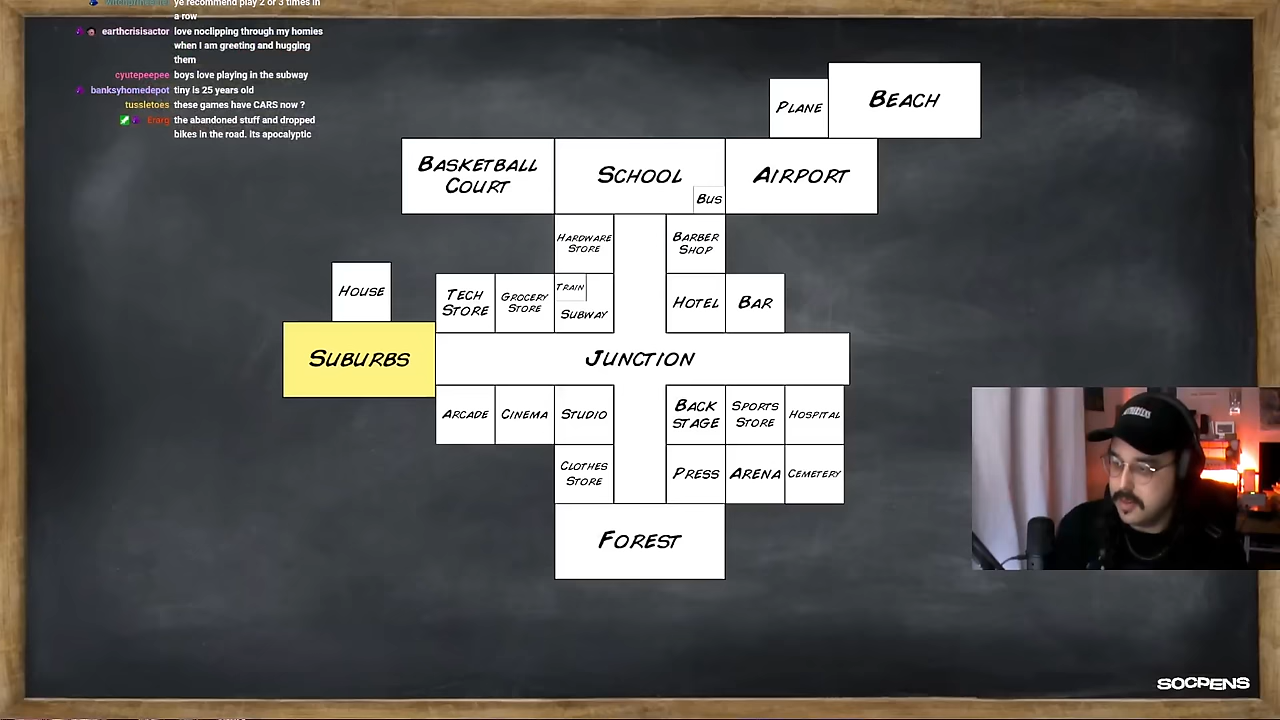 ye recommend play 2 or 3 times in
a row
earthcrisisactor love noclipping through my homies
when I am greeting and hugging
them
cyutepeepee boys love playing in the subway
banksyhomedepot tiny is 25 years old
tussletoes these games have CARS now ?
Erarg the abandoned stuff and dropped
bikes in the road. Its apocalyptic
PLANE
BEACH
BASKETBALL
COURT
SCHOOL
BUS
AIRPORT
HARDWARE
STORE
BARBER
SHOP
HOUSE
TECH
STORE
GROCERY
STORE
TRAIN
SUBWAY
HOTEL
BAR
SUBURBS
JUNCTION
ARCADE
CINEMA
STUDIO
BACK
STAGE
SPORTS
STORE
HOSPITAL
CLOTHES
STORE
PRESS
ARENA
CEMETERY
FOREST
SOCPENS